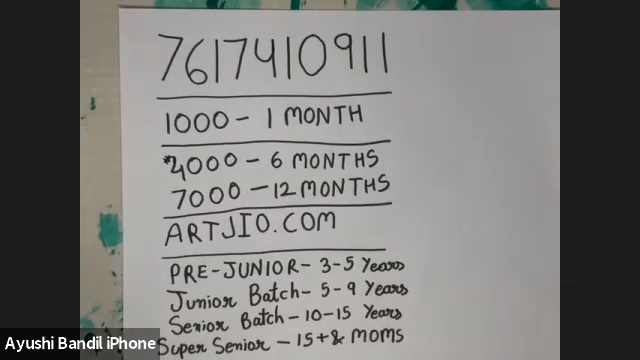 7617410911
1000 - 1 MONTH
*4000 - 6 MONTHS
7000 - 12 MONTHS
ARTJIO.COM
PRE-JUNIOR - 3-5 Years
Junior Batch - 5-9 Years
Senior Batch - 10-15 Years
Super Senior - 15+ & MOMS
Ayushi Bandil iPhone